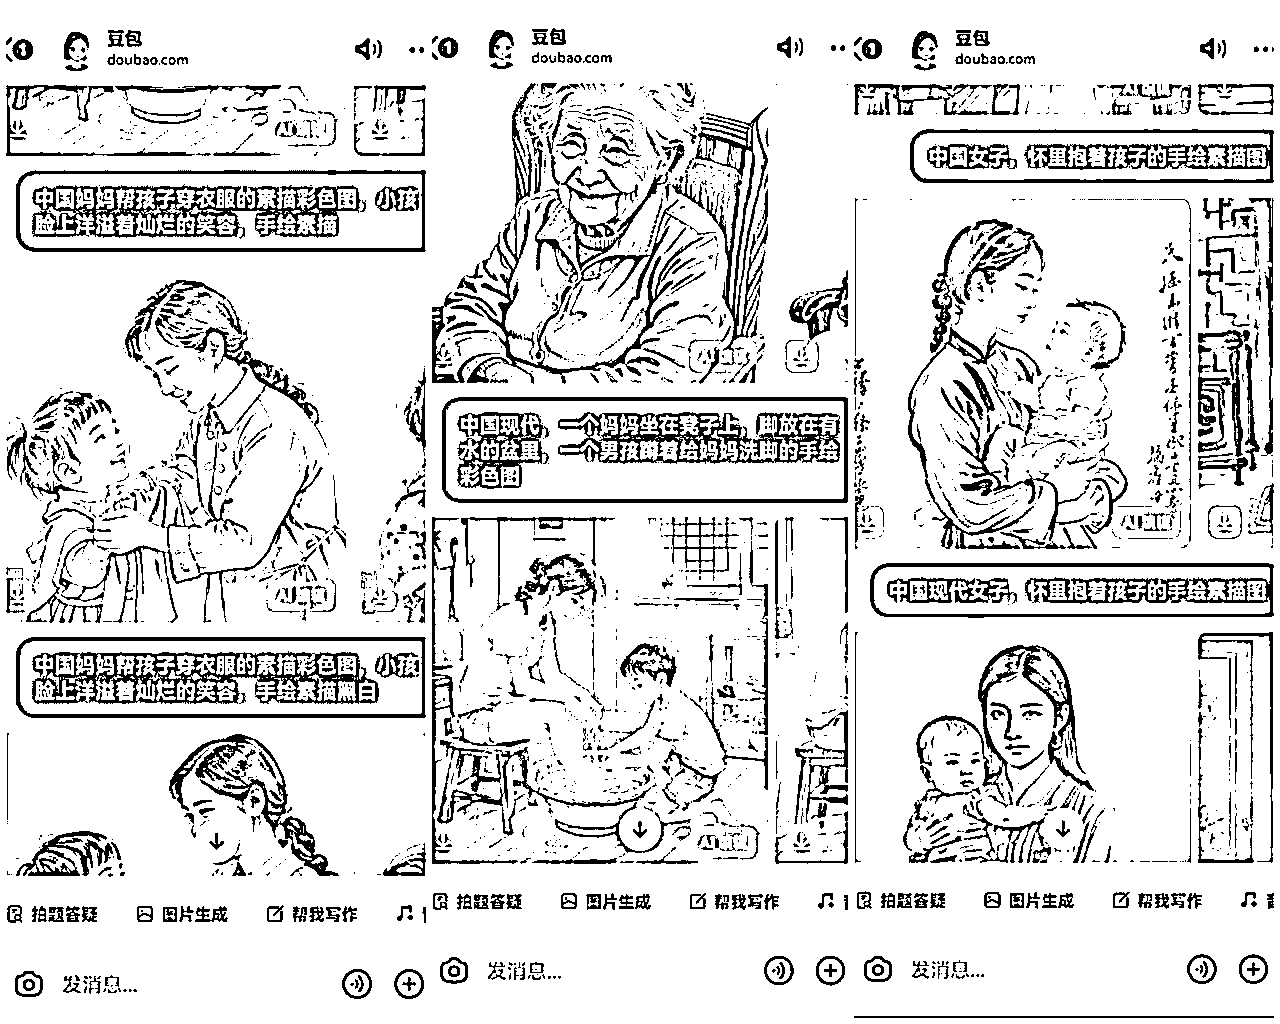 豆包
doubao.com
中国妈妈帮孩子穿衣服的素描彩色图，小孩
脸上洋溢着灿烂的笑容，手绘素描
中国妈妈帮孩子穿衣服的素描彩色图，小孩
脸上洋溢着灿烂的笑容，手绘素描黑白
拍题答疑
图片生成
帮我写作
发消息...
豆包
doubao.com
中国现代，一个妈妈坐在凳子上，脚放在有
水的盆里，一个男孩蹲着给妈妈洗脚的手绘
彩色图
拍题答疑
图片生成
帮我写作
发消息...
豆包
doubao.com
中国女子，怀里抱着孩子的手绘素描图
中国现代女子，怀里抱着孩子的手绘素描图
拍题答疑
图片生成
帮我写作
发消息...